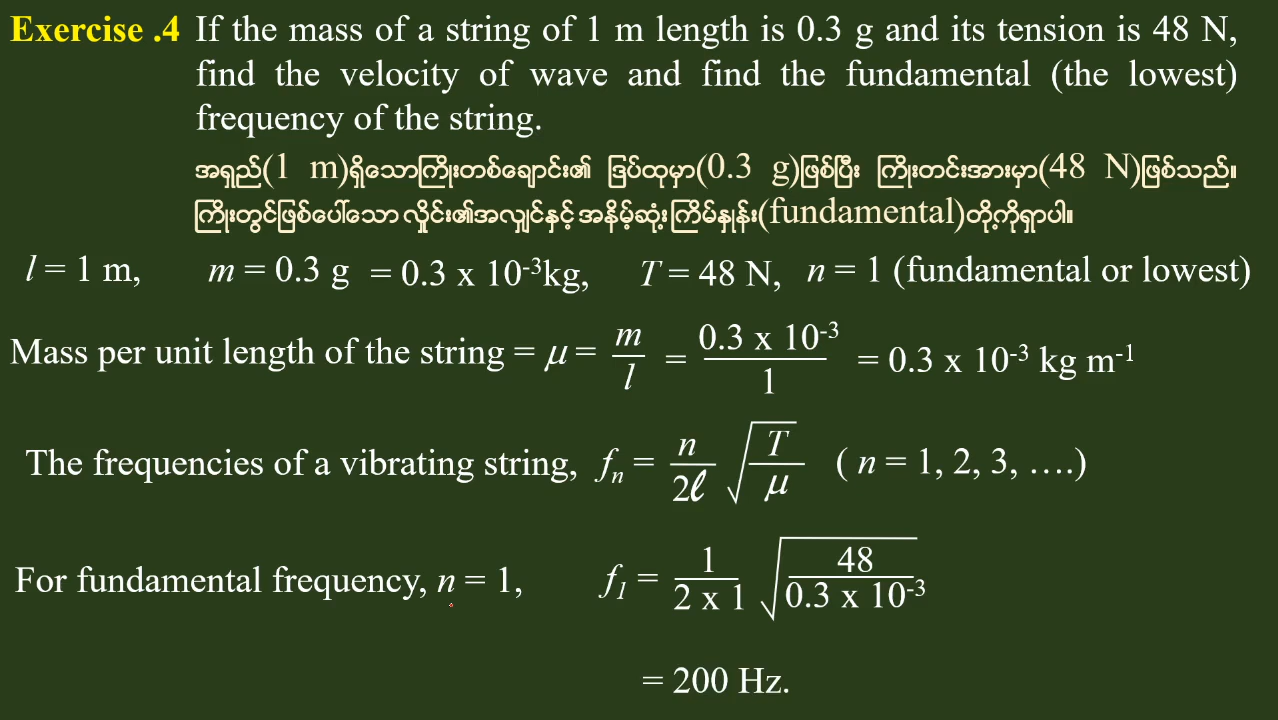 Exercise .4 If the mass of a string of 1 m length is 0.3 g and its tension is 48 N,
find the velocity of wave and find the fundamental (the lowest)
frequency of the string.
အရှည်(1 m)ရှိသောကြိုးတစ်ချောင်း၏ ဒြပ်ထုမှာ(0.3 g)ဖြစ်ပြီး ကြိုးတင်းအားမှာ(48 N)ဖြစ်သည်။
ကြိုးတွင်ဖြစ်ပေါ်သော လှိုင်း၏အလျှင်နှင့် အနိမ့်ဆုံး ကြိမ်နှုန်း(fundamental)တို့ကိုရှာပါ။
l = 1 m, m = 0.3 g = 0.3 x 10⁻³kg, T = 48 N, n = 1 (fundamental or lowest)
Mass per unit length of the string = μ = m/l = 0.3 x 10⁻³/1 = 0.3 x 10⁻³ kg m⁻¹
The frequencies of a vibrating string, fₙ = n/2ℓ √(T/μ) ( n = 1, 2, 3, ….)
For fundamental frequency, n = 1, f₁ = 1/(2 x 1) √(48/(0.3 x 10⁻³))
= 200 Hz.